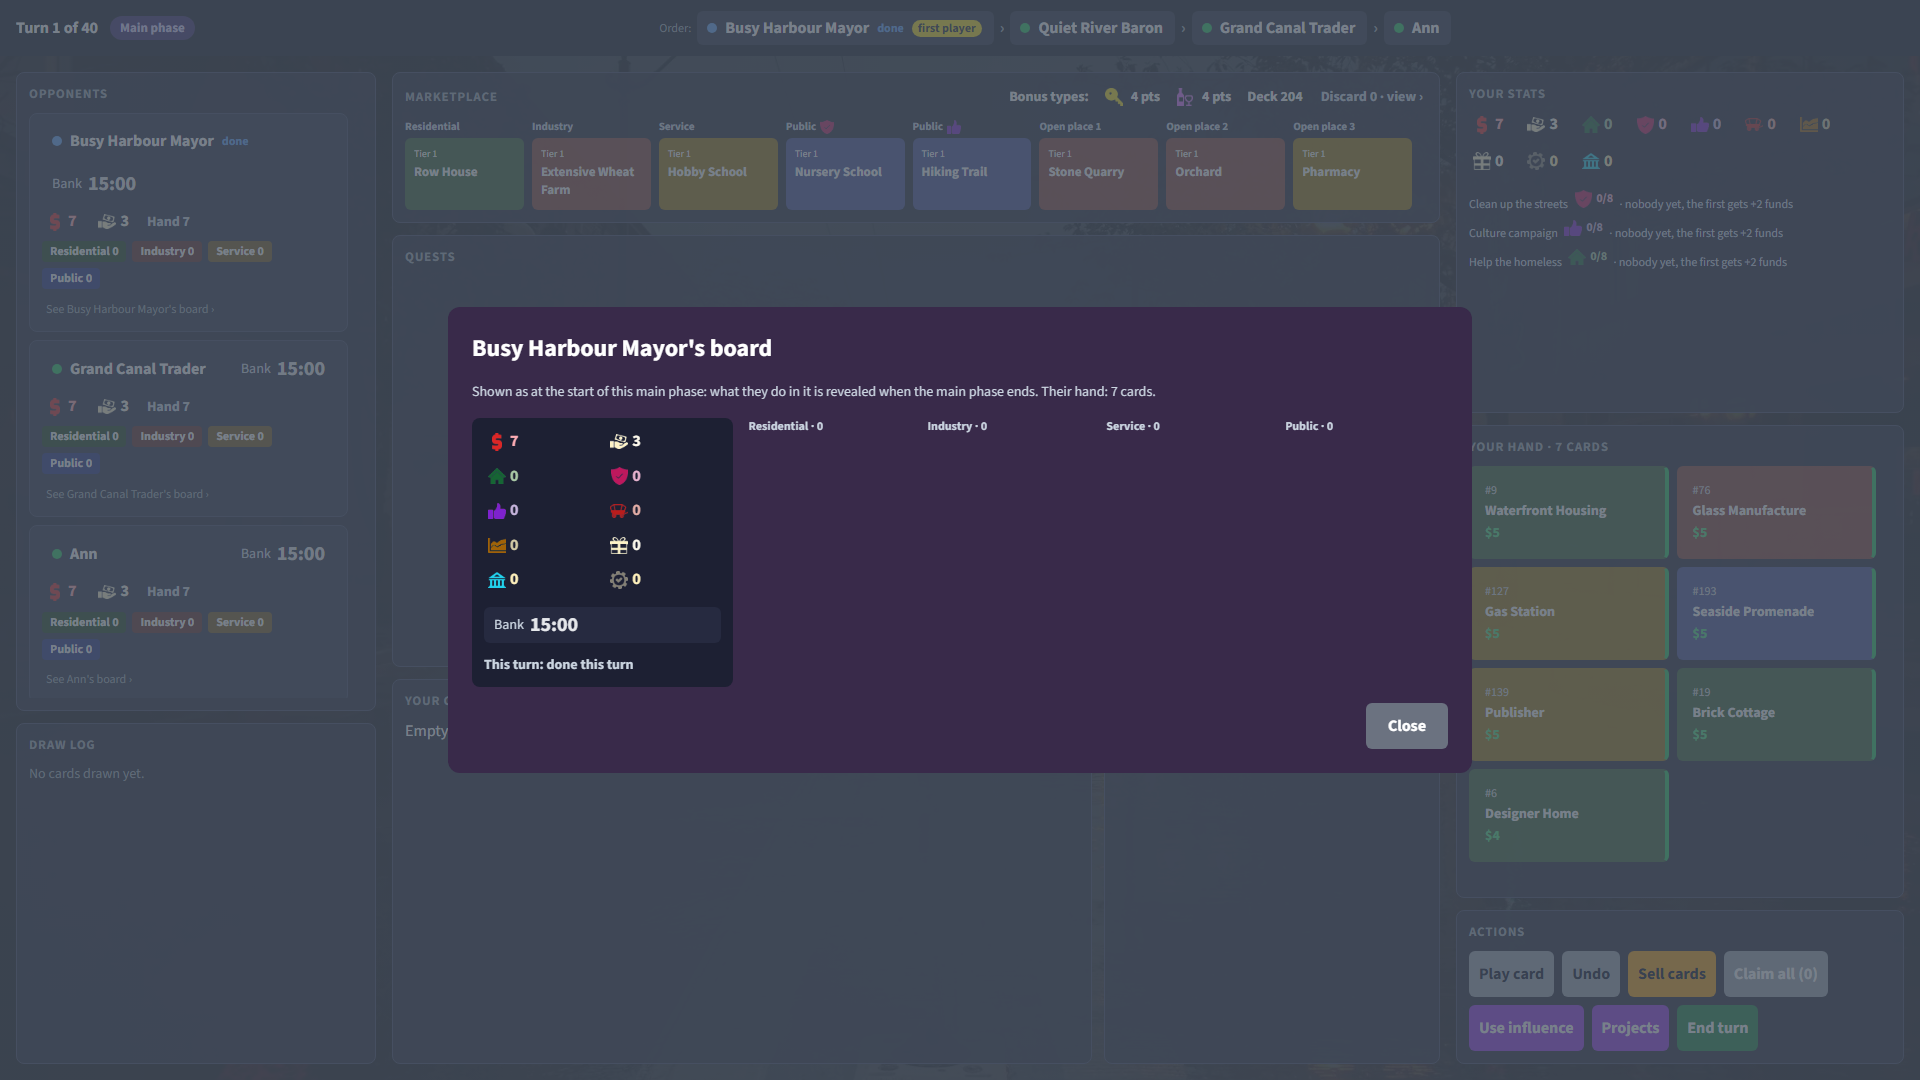 Turn 1 of 40 Main phase
Order: Busy Harbour Mayor done first player › Quiet River Baron › Grand Canal Trader › Ann
OPPONENTS
Busy Harbour Mayor done
Bank 15:00
7 3 Hand 7
Residential 0 Industry 0 Service 0
Public 0
See Busy Harbour Mayor's board ›
Grand Canal Trader Bank 15:00
7 3 Hand 7
Residential 0 Industry 0 Service 0
Public 0
See Grand Canal Trader's board ›
Ann Bank 15:00
7 3 Hand 7
Residential 0 Industry 0 Service 0
Public 0
See Ann's board ›
DRAW LOG
No cards drawn yet.
MARKETPLACE
Bonus types: 4 pts 4 pts Deck 204 Discard 0 · view ›
Residential Industry Service Public Public Open place 1 Open place 2 Open place 3
Tier 1 Tier 1 Tier 1 Tier 1 Tier 1 Tier 1 Tier 1 Tier 1
Row House Extensive Wheat Hobby School Nursery School Hiking Trail Stone Quarry Orchard Pharmacy
Farm
QUESTS
Busy Harbour Mayor's board
Shown as at the start of this main phase: what they do in it is revealed when the main phase ends. Their hand: 7 cards.
7 3
0 0
0 0
0 0
0 0
Bank 15:00
This turn: done this turn
Residential · 0 Industry · 0 Service · 0 Public · 0
Close
YOUR C
Empty
YOUR STATS
7 3 0 0 0 0 0
0 0 0
Clean up the streets 0/8 · nobody yet, the first gets +2 funds
Culture campaign 0/8 · nobody yet, the first gets +2 funds
Help the homeless 0/8 · nobody yet, the first gets +2 funds
YOUR HAND · 7 CARDS
#9 #76
Waterfront Housing Glass Manufacture
$5 $5
#127 #193
Gas Station Seaside Promenade
$5 $5
#139 #19
Publisher Brick Cottage
$5 $5
#6
Designer Home
$4
ACTIONS
Play card Undo Sell cards Claim all (0)
Use influence Projects End turn